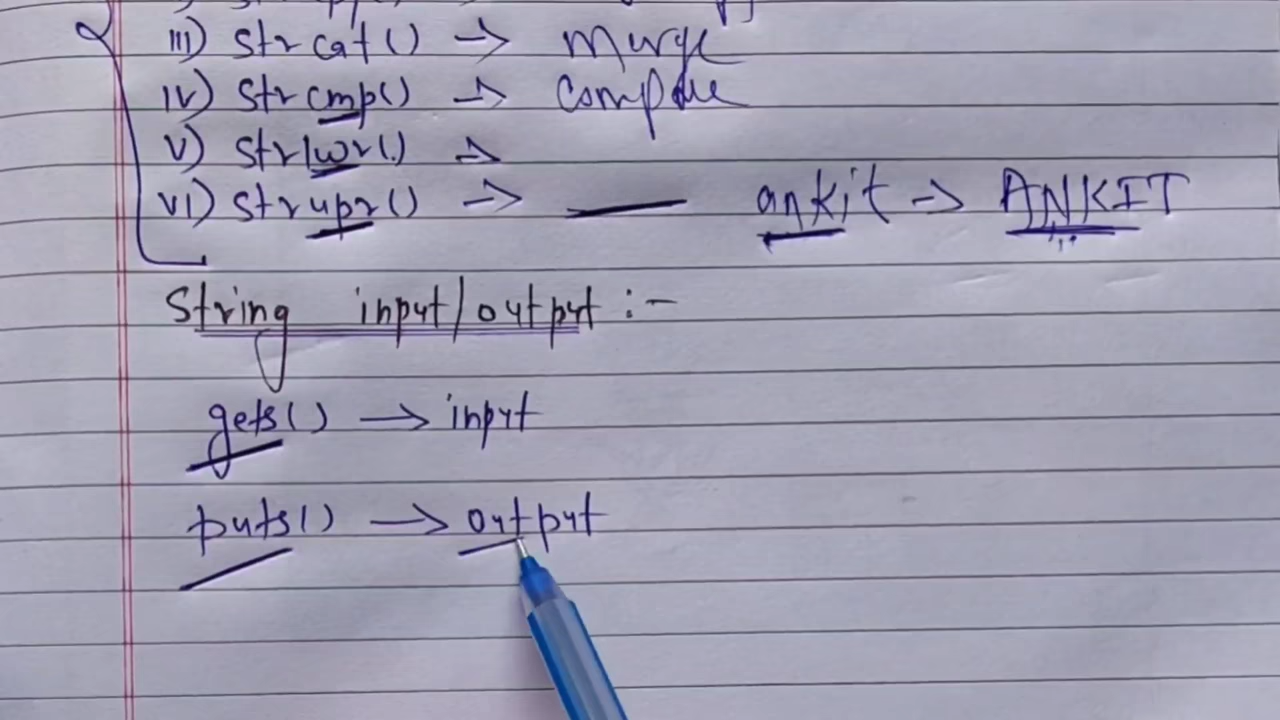 III) strcat() → merge
IV) strcmp() → Compare
V) strlwr() →
VI) strupr() → ankit → ANKIT
String input/output :-
gets() → input
puts() → output